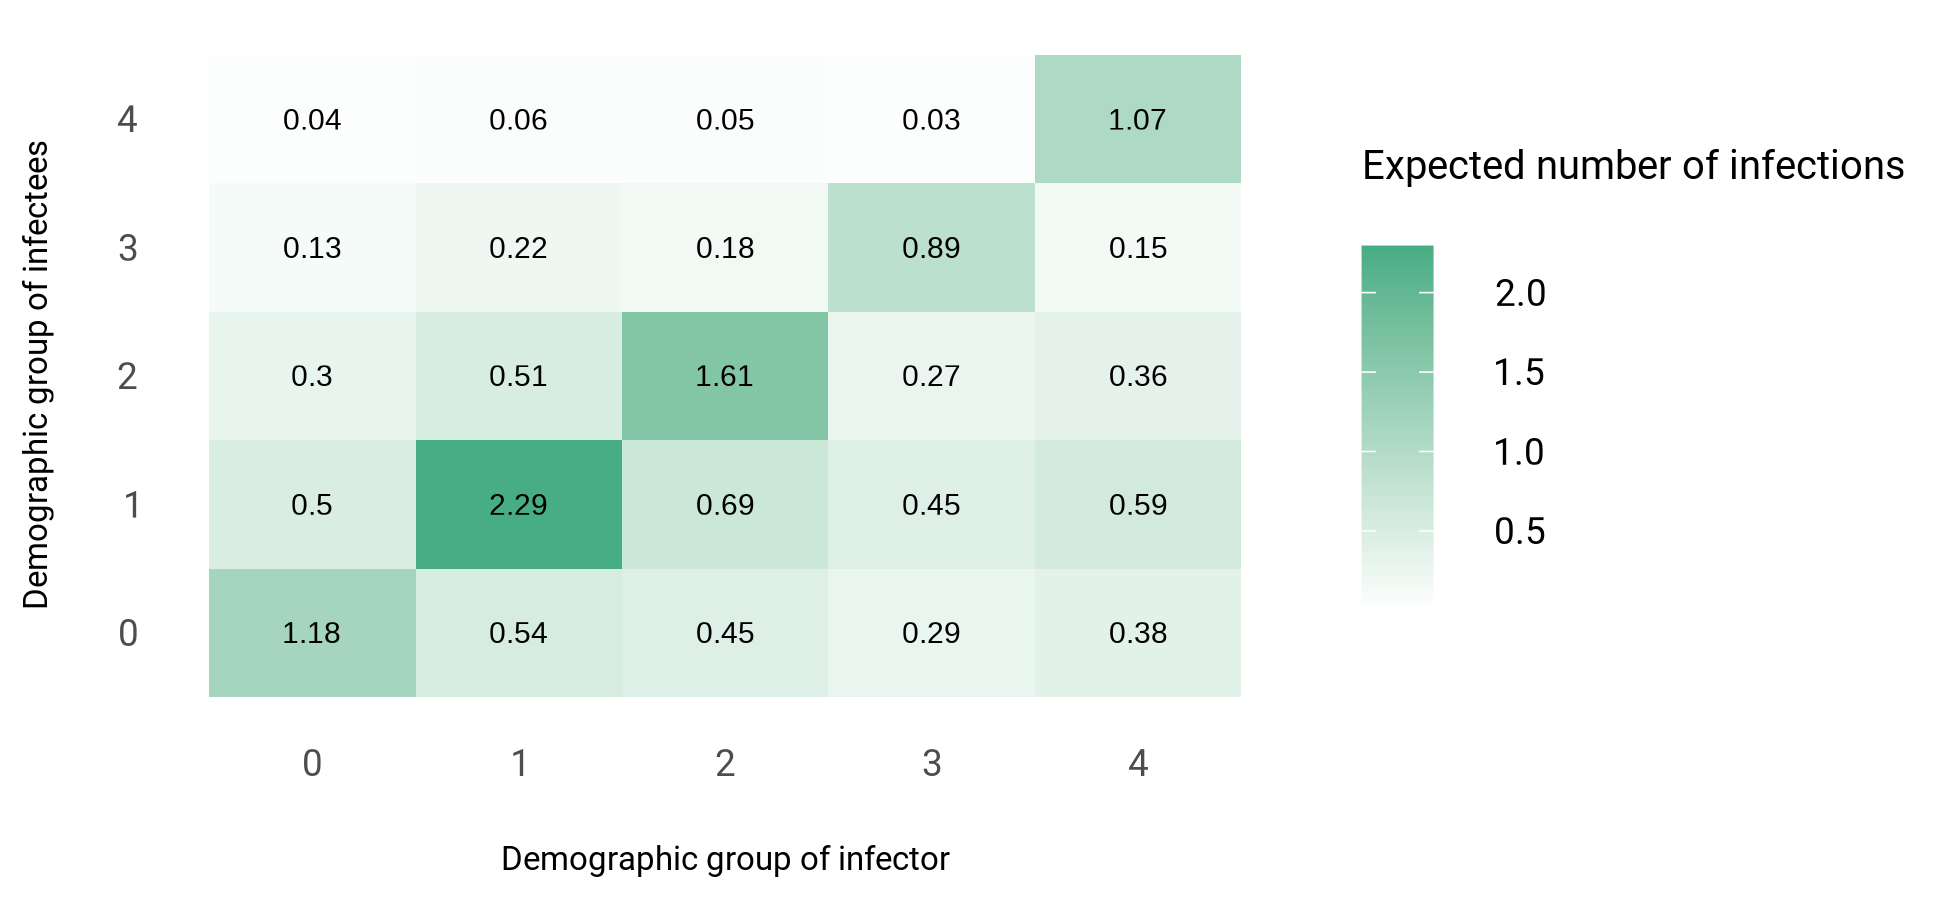 Demographic group of infectees
4 0.04 0.06 0.05 0.03 1.07
3 0.13 0.22 0.18 0.89 0.15
2 0.3 0.51 1.61 0.27 0.36
1 0.5 2.29 0.69 0.45 0.59
0 1.18 0.54 0.45 0.29 0.38
0 1 2 3 4
Demographic group of infector
Expected number of infections
2.0
1.5
1.0
0.5